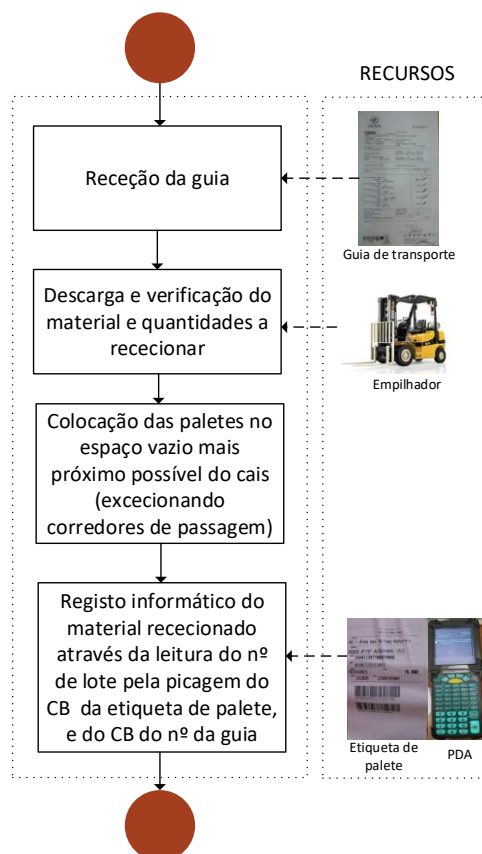 RECURSOS
Receção da guia
Guia de transporte
Descarga e verificação do
material e quantidades a
rececionar
Empilhador
Colocação das paletes no
espaço vazio mais
próximo possível do cais
(excecionando
corredores de passagem)
Registo informático do
material rececionado
através da leitura do nº
de lote pela picagem do
CB da etiqueta de palete,
e do CB do nº da guia
Etiqueta de
palete
PDA